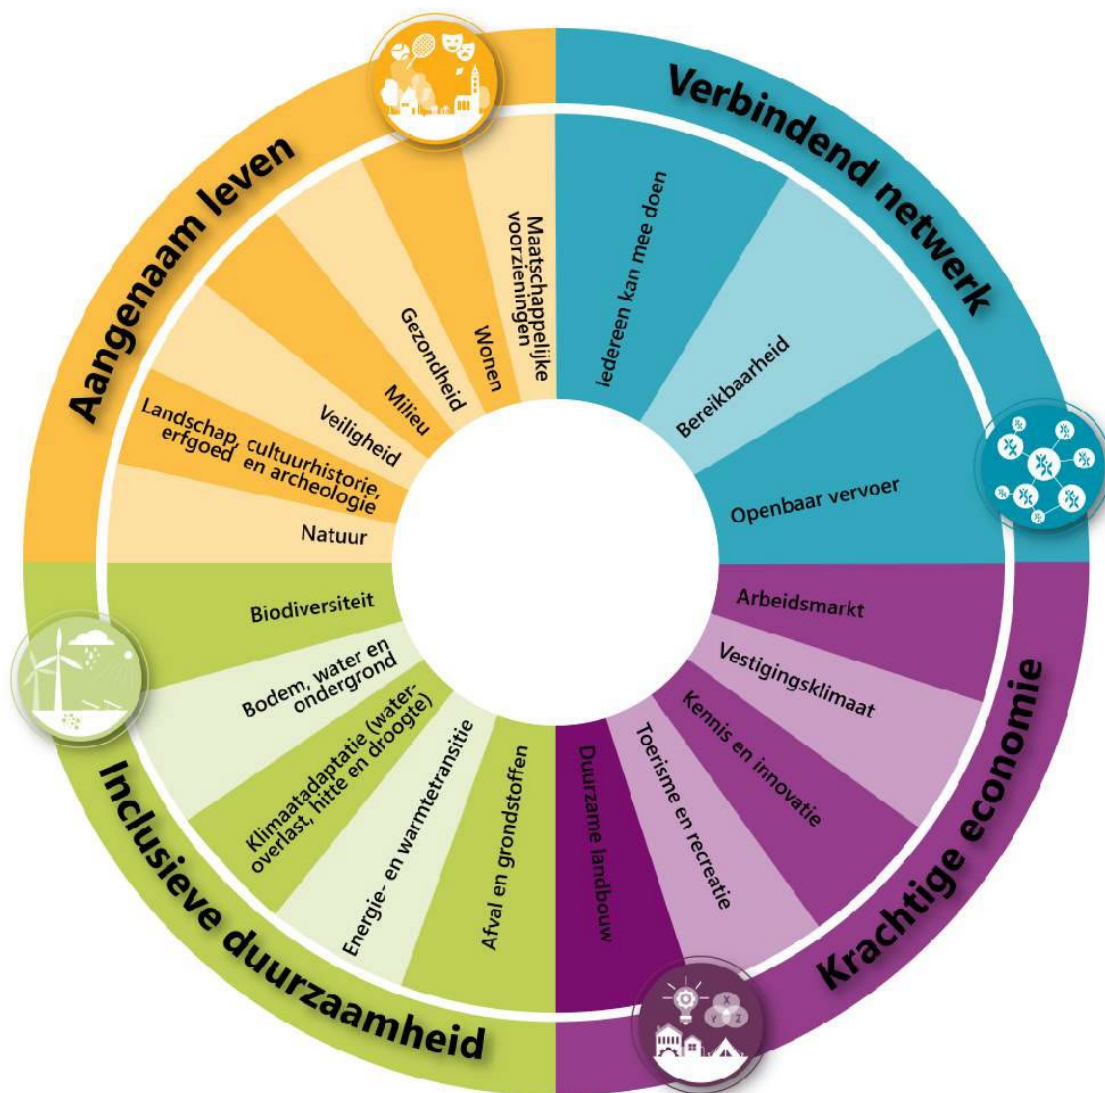 Aangenaam leven
Maatschappelijke
voorzieningen
Wonen
Gezondheid
Milieu
Veiligheid
Landschap, cultuurhistorie,
erfgoed en archeologie
Natuur
Verbindend netwerk
Iedereen kan mee doen
Bereikbaarheid
Openbaar vervoer
Krachtige economie
Arbeidsmarkt
Vestigingsklimaat
Kennis en innovatie
Toerisme en recreatie
Duurzame landbouw
X
Y
Z
Inclusieve duurzaamheid
Biodiversiteit
Bodem, water en
ondergrond
Klimaatadaptatie (water-
overlast, hitte en droogte)
Energie- en warmtetransitie
Afval en grondstoffen